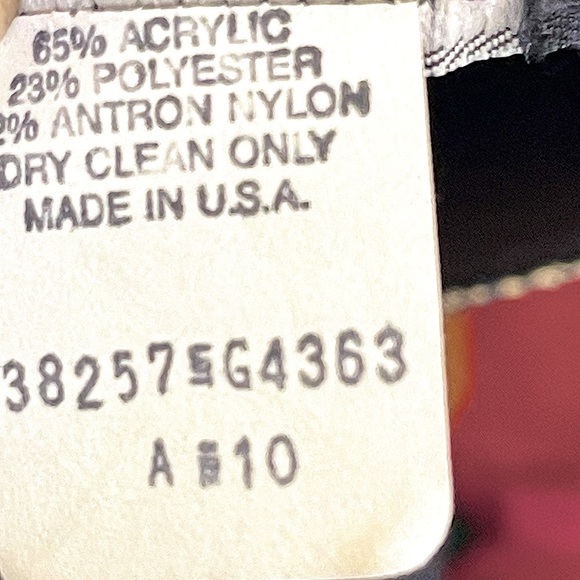 65% ACRYLIC
23% POLYESTER
2% ANTRON NYLON
DRY CLEAN ONLY
MADE IN U.S.A.
38257 G4363
A 10